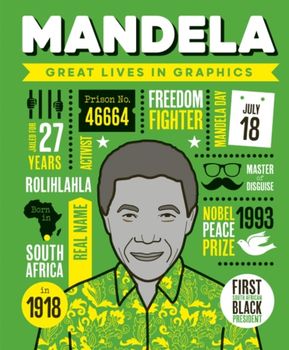 MANDELA
GREAT LIVES IN GRAPHICS
JAILED FOR
27
YEARS
Prison No.
46664
ACTIVIST
FREEDOM
FIGHTER
MANDELA DAY
JULY
18
ROLIHLAHLA
REAL NAME
MASTER
of
DISGUISE
Born in
SOUTH
AFRICA
in
1918
NOBEL
PEACE
PRIZE
1993
FIRST
SOUTH AFRICAN
BLACK
PRESIDENT